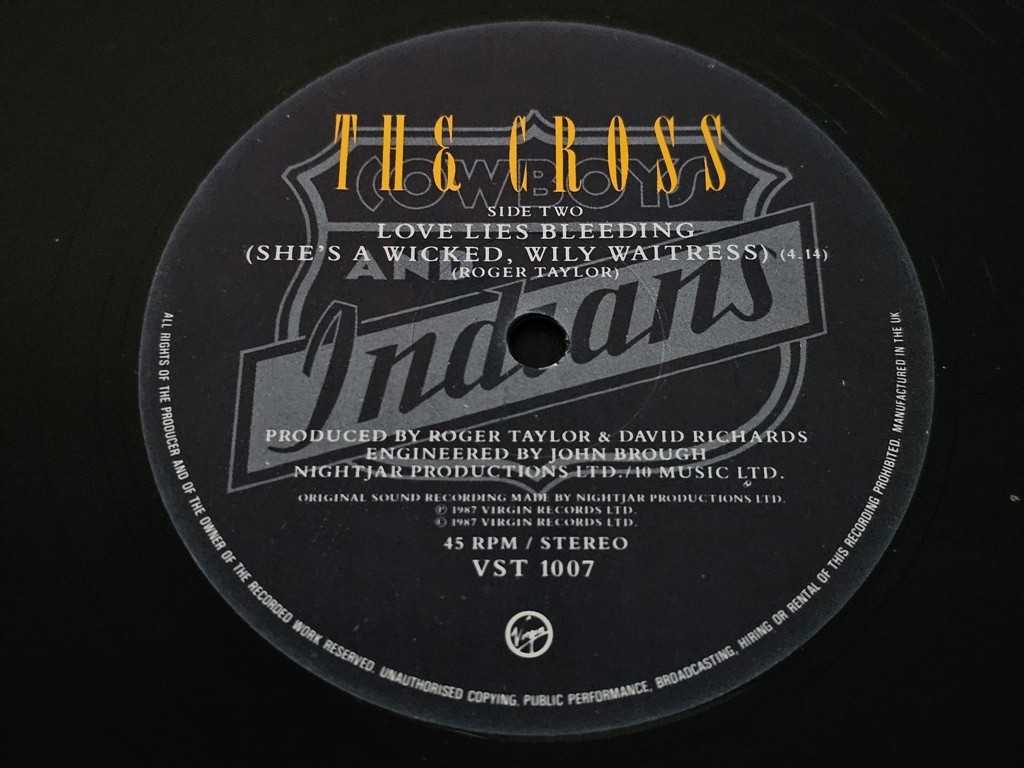 THE CROSS
COWBOYS
SIDE TWO
LOVE LIES BLEEDING
(SHE'S A WICKED, WILY WAITRESS) (4.14)
AND
(ROGER TAYLOR)
Indians
PRODUCED BY ROGER TAYLOR & DAVID RICHARDS
ENGINEERED BY JOHN BROUGH
NIGHTJAR PRODUCTIONS LTD./10 MUSIC LTD.
ORIGINAL SOUND RECORDING MADE BY NIGHTJAR PRODUCTIONS LTD.
℗ 1987 VIRGIN RECORDS LTD.
© 1987 VIRGIN RECORDS LTD.
45 RPM / STEREO
VST 1007
Virgin
ALL RIGHTS OF THE PRODUCER AND OF THE OWNER OF THE RECORDED WORK RESERVED. UNAUTHORISED COPYING, PUBLIC PERFORMANCE, BROADCASTING, HIRING OR RENTAL OF THIS RECORDING PROHIBITED. MANUFACTURED IN THE UK